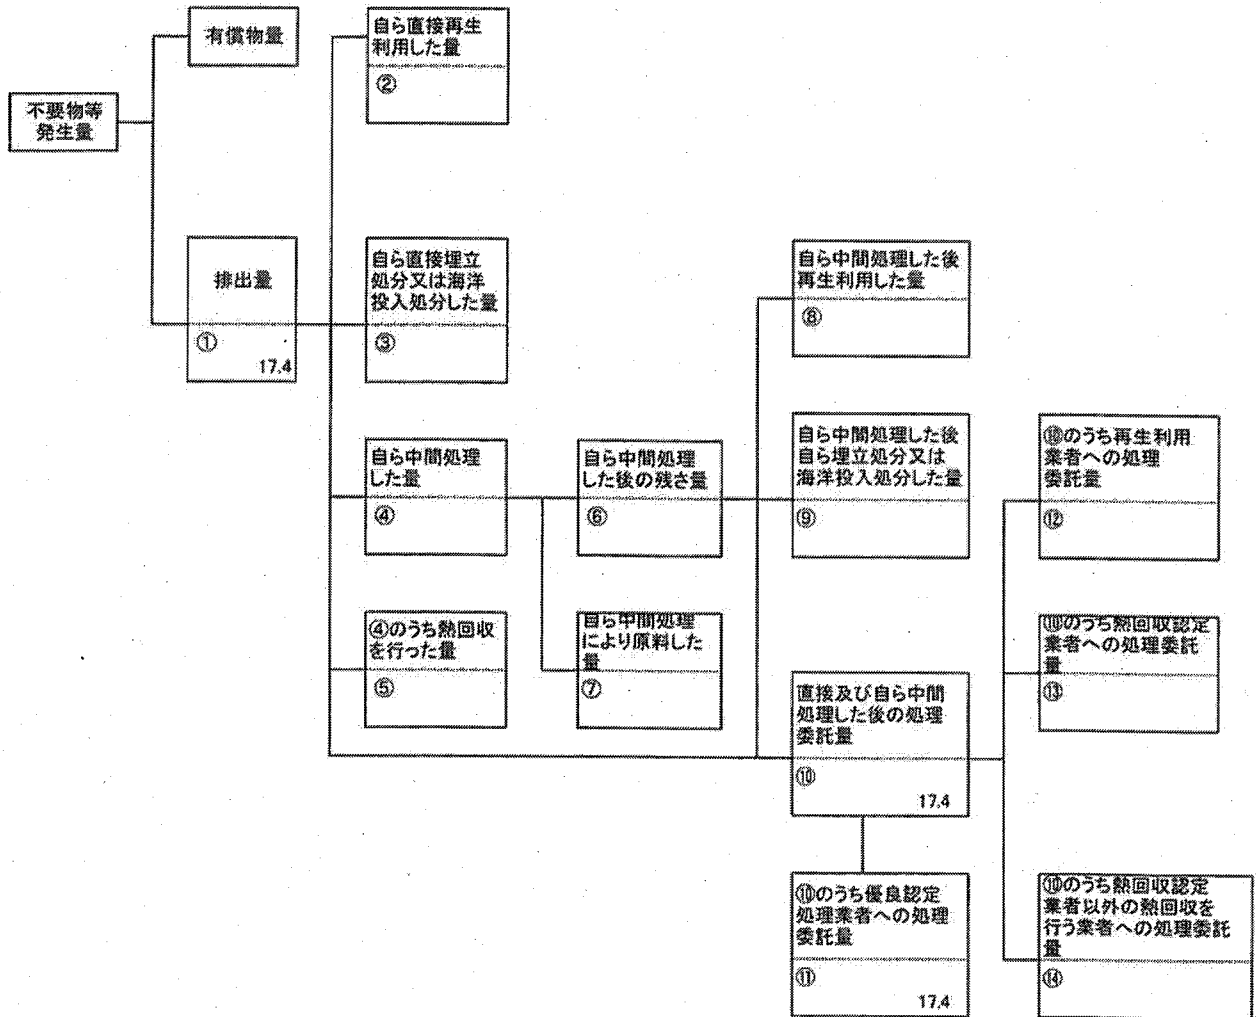 不要物等
発生量
有償物量
排出量
①
17.4
自ら直接再生
利用した量
②
自ら直接埋立
処分又は海洋
投入処分した量
③
自ら中間処理
した量
④
④のうち熱回収
を行った量
⑤
自ら中間処理
した後の残さ量
⑥
自ら中間処理
により原料した
量
⑦
自ら中間処理した後
再生利用した量
⑧
自ら中間処理した後
自ら埋立処分又は
海洋投入処分した量
⑨
直接及び自ら中間
処理した後の処理
委託量
⑩
17.4
⑩のうち優良認定
処理業者への処理
委託量
⑪
17.4
⑩のうち再生利用
業者への処理
委託量
⑫
⑩のうち熱回収認定
業者への処理委託
量
⑬
⑩のうち熱回収認定
業者以外の熱回収を
行う業者への処理委託
量
⑭